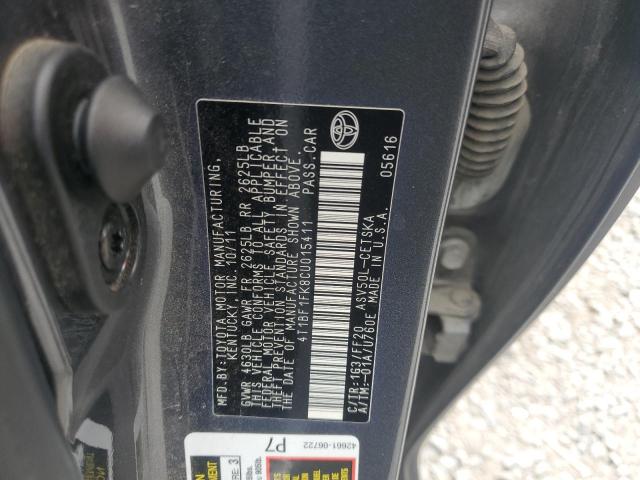 MFD.BY:TOYOTA MOTOR MANUFACTURING,
KENTUCKY, INC. 10/11
GVWR 4630LB GAWR FR 2625LB RR 2625LB
THIS VEHICLE CONFORMS TO ALL APPLICABLE
FEDERAL MOTOR VEHICLE SAFETY, BUMPER, AND
THEFT PREVENTION STANDARDS IN EFFECT ON
THE DATE OF MANUFACTURE SHOWN ABOVE.
4T1BF1FK8CU015411 PASS.CAR
C/TR:1G3/FF20 ASV50L-CETSKA
A/TM:-01A/U760E MADE IN U.S.A.
05616
TOYOTA
42661-06722
P7